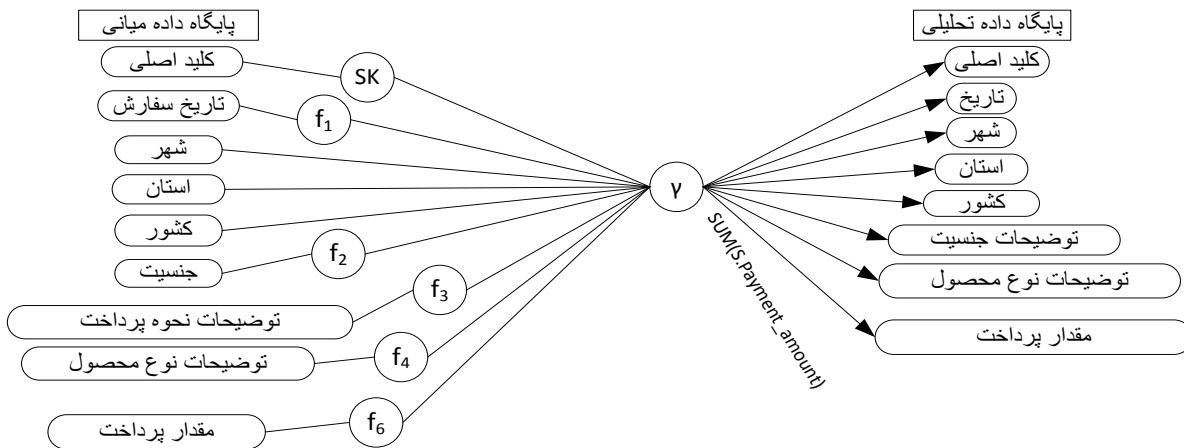 پایگاه داده تحلیلی
کلید اصلی
تاریخ
شهر
استان
کشور
توضیحات جنسیت
توضیحات نوع محصول
مقدار پرداخت
γ
SUM(S.Payment_amount)
پایگاه داده میانی
کلید اصلی
SK
تاریخ سفارش
f1
شهر
استان
کشور
جنسیت
f2
توضیحات نحوه پرداخت
f3
توضیحات نوع محصول
f4
مقدار پرداخت
f6